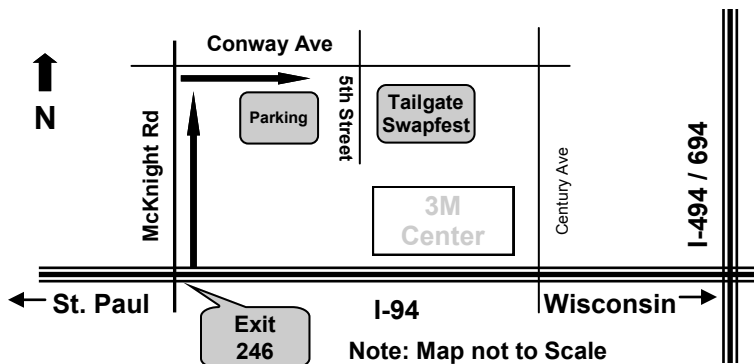 Conway Ave
N
McKnight Rd
Parking
5th Street
Tailgate
Swapfest
3M
Center
Century Ave
I-494 / 694
St. Paul
I-94
Wisconsin
Exit
246
Note: Map not to Scale